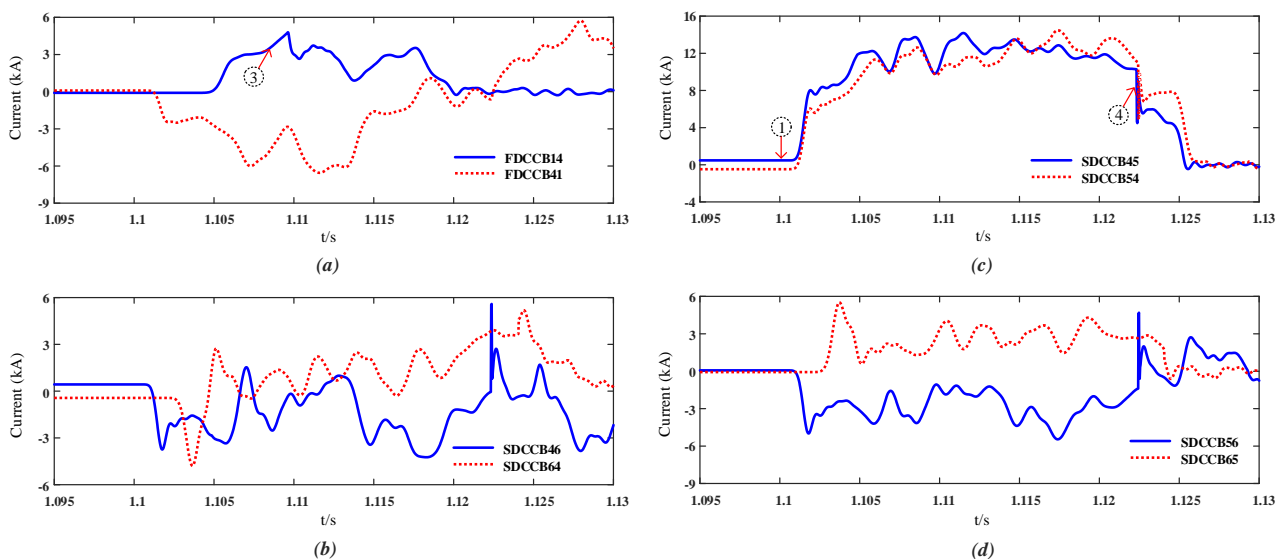 6
3
0
-3
-6
-9
Current (kA)
3
FDCCB14
FDCCB41
1.095 1.1 1.105 1.11 1.115 1.12 1.125 1.13
t/s
(a)
16
12
8
4
0
-4
Current (kA)
1
4
SDCCB45
SDCCB54
1.095 1.1 1.105 1.11 1.115 1.12 1.125 1.13
t/s
(c)
6
3
0
-3
-6
Current (kA)
SDCCB46
SDCCB64
1.095 1.1 1.105 1.11 1.115 1.12 1.125 1.13
t/s
(b)
6
3
0
-3
-6
-9
Current (kA)
SDCCB56
SDCCB65
1.095 1.1 1.105 1.11 1.115 1.12 1.125 1.13
t/s
(d)